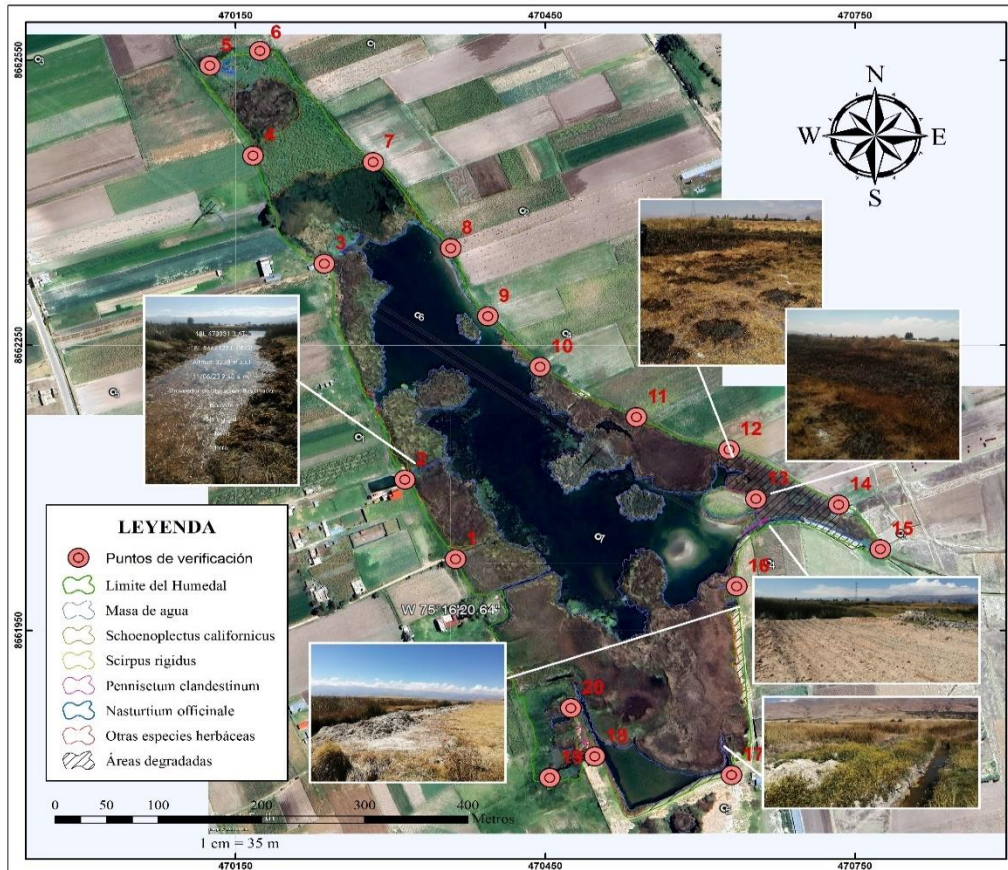 470150
470450
470750
8662550
8662250
8661950
5
6
4
7
3
8
9
10
11
12
13
14
15
2
1
16
17
18
19
20
N
W
E
S
W 75°16'20.64"
LEYENDA
Puntos de verificación
Límite del Humedal
Masa de agua
Schoenoplectus californicus
Scirpus rigidus
Pennisetum clandestinum
Nasturtium officinale
Otras especies herbáceas
Áreas degradadas
0
50
100
200
300
400
Metros
1 cm = 35 m
470150
470450
470750